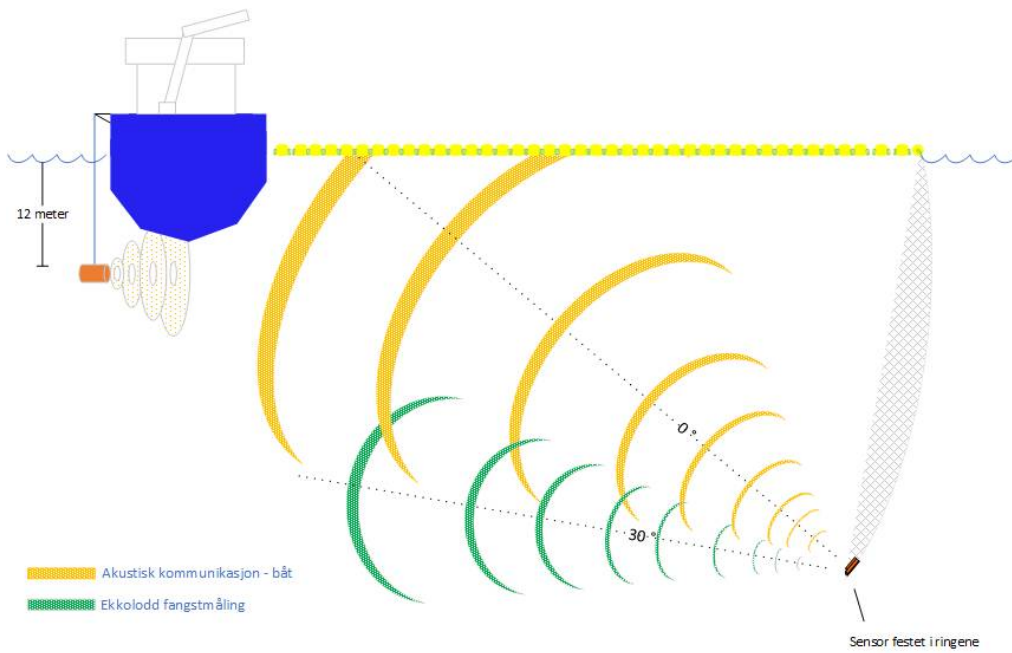 12 meter
0 °
30 °
Akustisk kommunikasjon - båt
Ekkolodd fangstmåling
Sensor festet i ringene